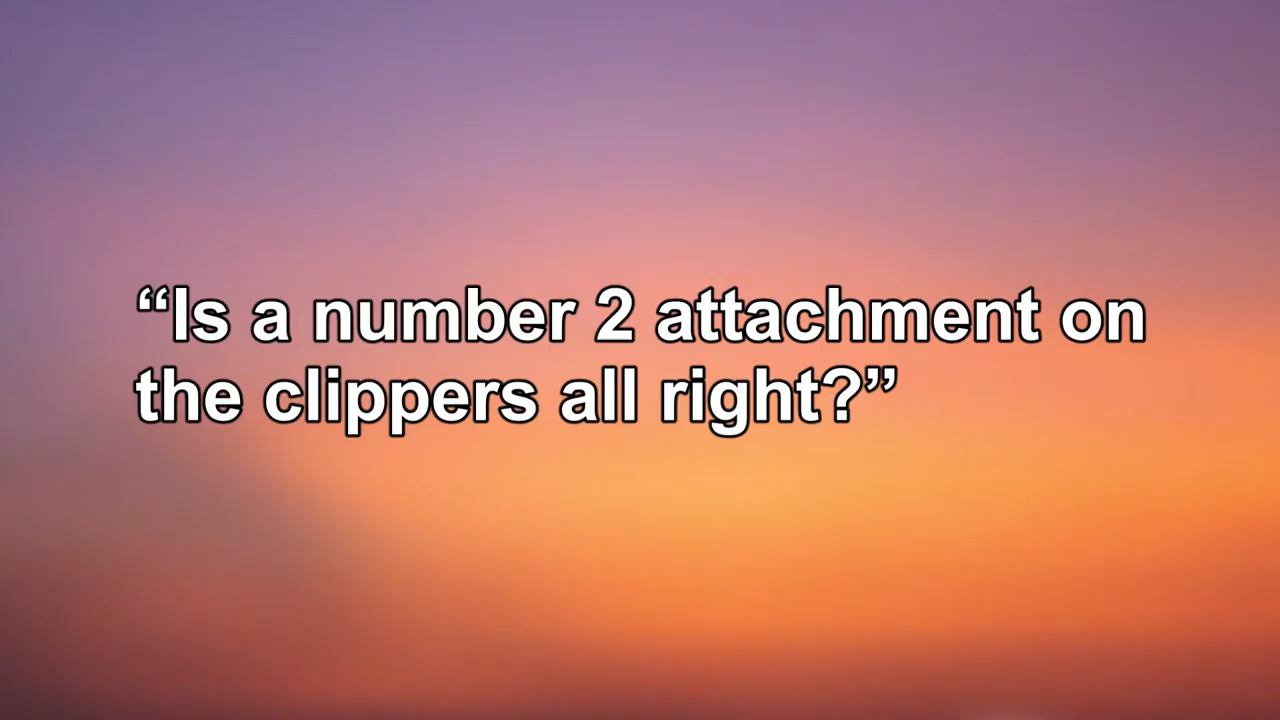 “Is a number 2 attachment on
the clippers all right?”